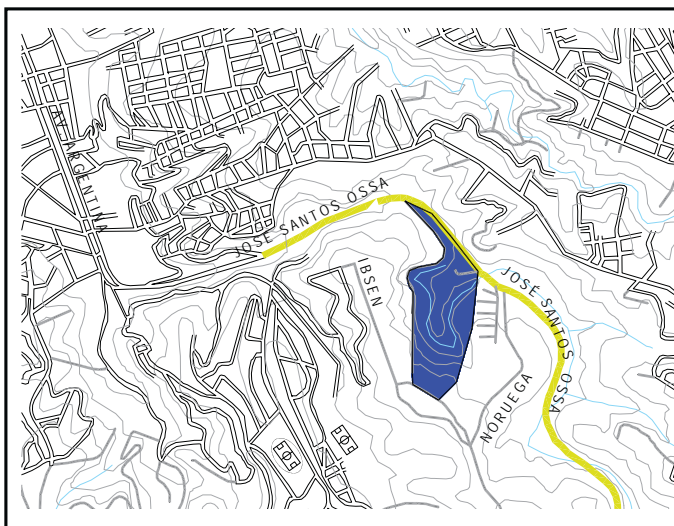 AV. ARGENTINA
JOSÉ SANTOS OSSA
IBSEN
JOSÉ SANTOS OSSA
NORUEGA